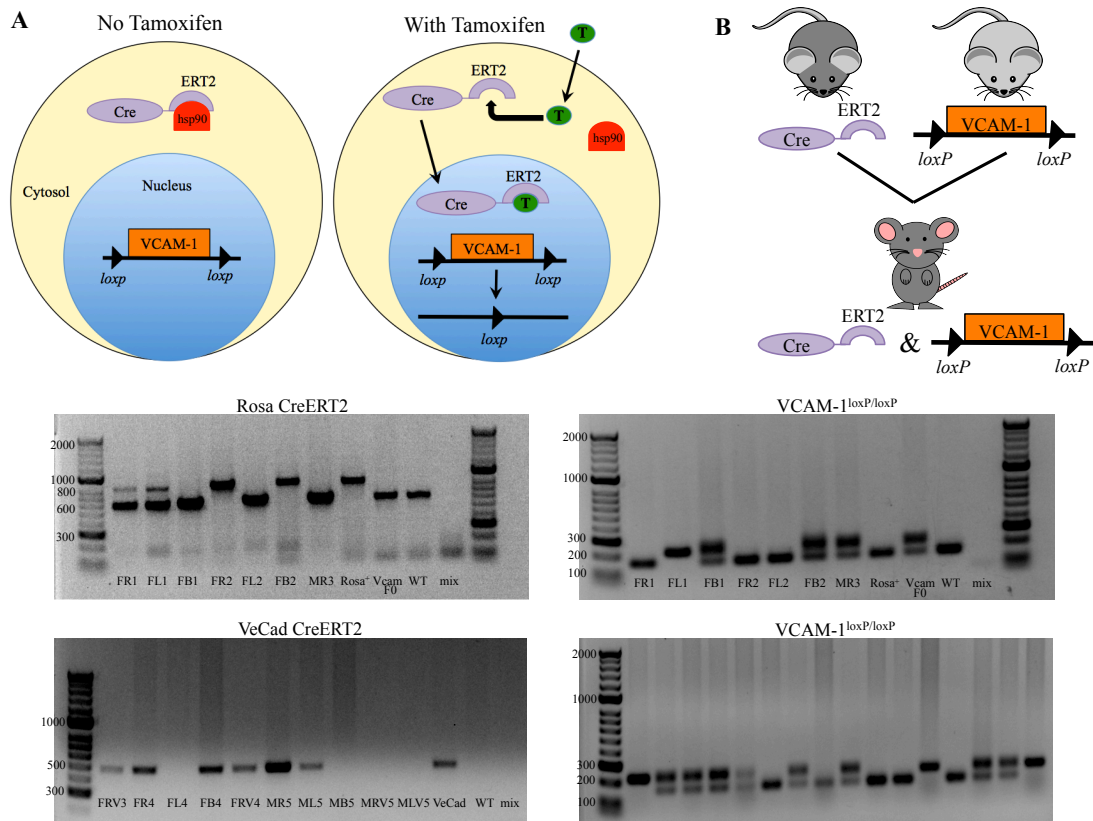 A
No Tamoxifen
With Tamoxifen
B
T
ERT2
Cre
hsp90
ERT2
Cre
T
hsp90
Cytosol
Nucleus
VCAM-1
loxp
loxp
ERT2
Cre
T
VCAM-1
loxp
loxp
loxp
ERT2
Cre
VCAM-1
loxP
loxP
ERT2
Cre
&
VCAM-1
loxP
loxP
Rosa CreERT2
2000
1000
800
600
300
FR1 FL1 FB1 FR2 FL2 FB2 MR3 Rosa⁺ Vcam F0 WT mix
VCAM-1loxP/loxP
2000
1000
300
200
100
FR1 FL1 FB1 FR2 FL2 FB2 MR3 Rosa⁺ Vcam F0 WT mix
VeCad CreERT2
1000
500
300
FRV3 FR4 FL4 FB4 FRV4 MR5 ML5 MB5 MRV5 MLV5 VeCad WT mix
VCAM-1loxP/loxP
2000
1000
300
200
100